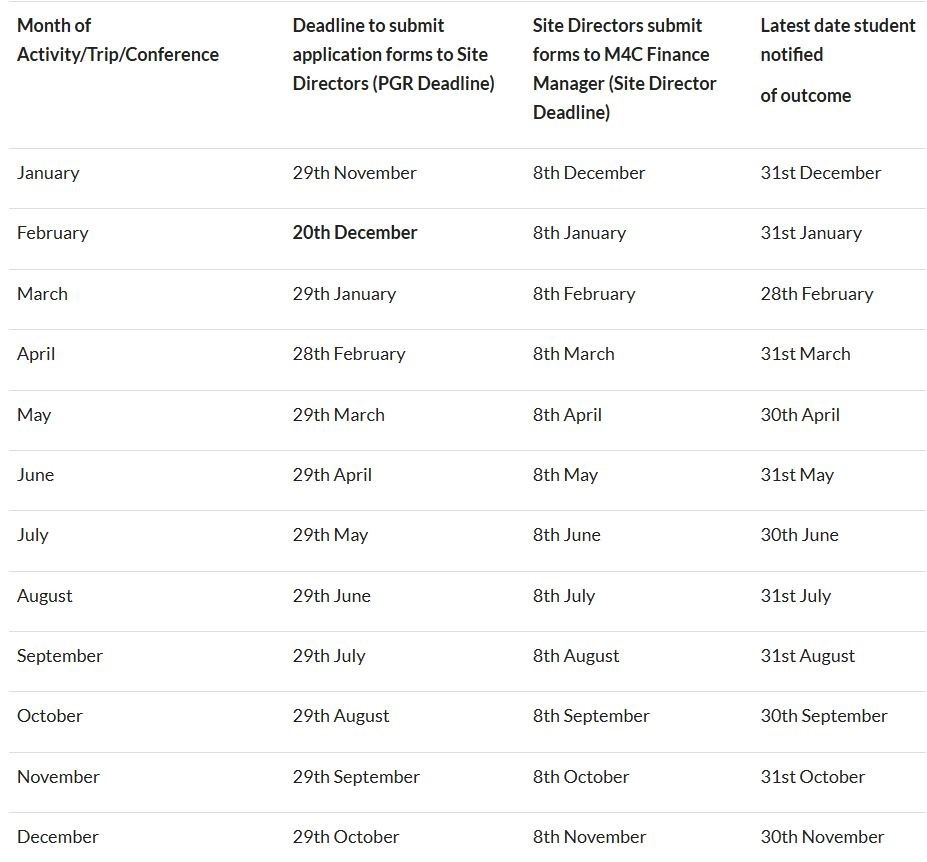 Month of Activity/Trip/Conference | Deadline to submit application forms to Site Directors (PGR Deadline) | Site Directors submit forms to M4C Finance Manager (Site Director Deadline) | Latest date student notified of outcome
January | 29th November | 8th December | 31st December
February | 20th December | 8th January | 31st January
March | 29th January | 8th February | 28th February
April | 28th February | 8th March | 31st March
May | 29th March | 8th April | 30th April
June | 29th April | 8th May | 31st May
July | 29th May | 8th June | 30th June
August | 29th June | 8th July | 31st July
September | 29th July | 8th August | 31st August
October | 29th August | 8th September | 30th September
November | 29th September | 8th October | 31st October
December | 29th October | 8th November | 30th November